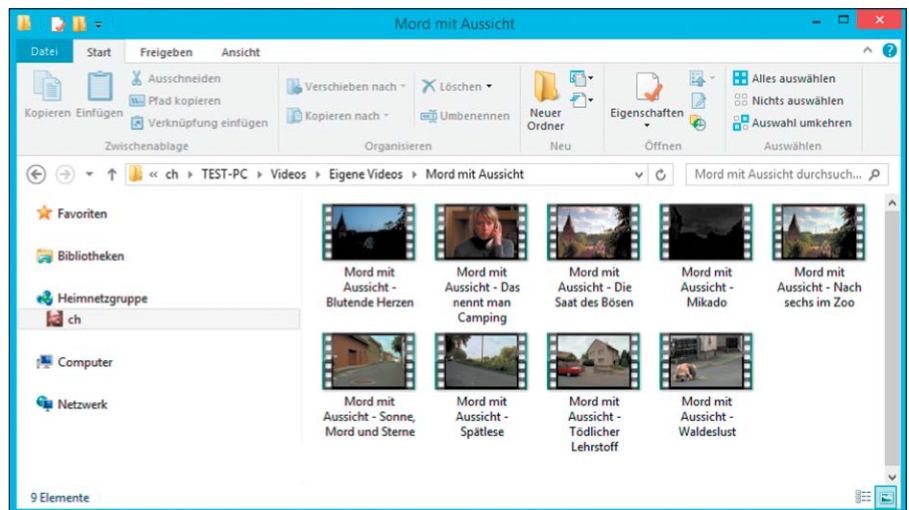 Mord mit Aussicht
Datei Start Freigeben Ansicht
Kopieren
Einfügen
Ausschneiden
Pfad kopieren
Verknüpfung einfügen
Zwischenablage
Verschieben nach
Kopieren nach
Löschen
Umbenennen
Organisieren
Neuer
Ordner
Neu
Eigenschaften
Öffnen
Alles auswählen
Nichts auswählen
Auswahl umkehren
Auswählen
« ch TEST-PC Videos Eigene Videos Mord mit Aussicht
Mord mit Aussicht durchsuch...
Favoriten
Bibliotheken
Heimnetzgruppe
ch
Computer
Netzwerk
Mord mit
Aussicht -
Blutende Herzen
Mord mit
Aussicht - Das
nennt man
Camping
Mord mit
Aussicht - Die
Saat des Bösen
Mord mit
Aussicht -
Mikado
Mord mit
Aussicht - Nach
sechs im Zoo
Mord mit
Aussicht - Sonne,
Mord und Sterne
Mord mit
Aussicht -
Spätlese
Mord mit
Aussicht -
Tödlicher
Lehrstoff
Mord mit
Aussicht -
Waldeslust
9 Elemente